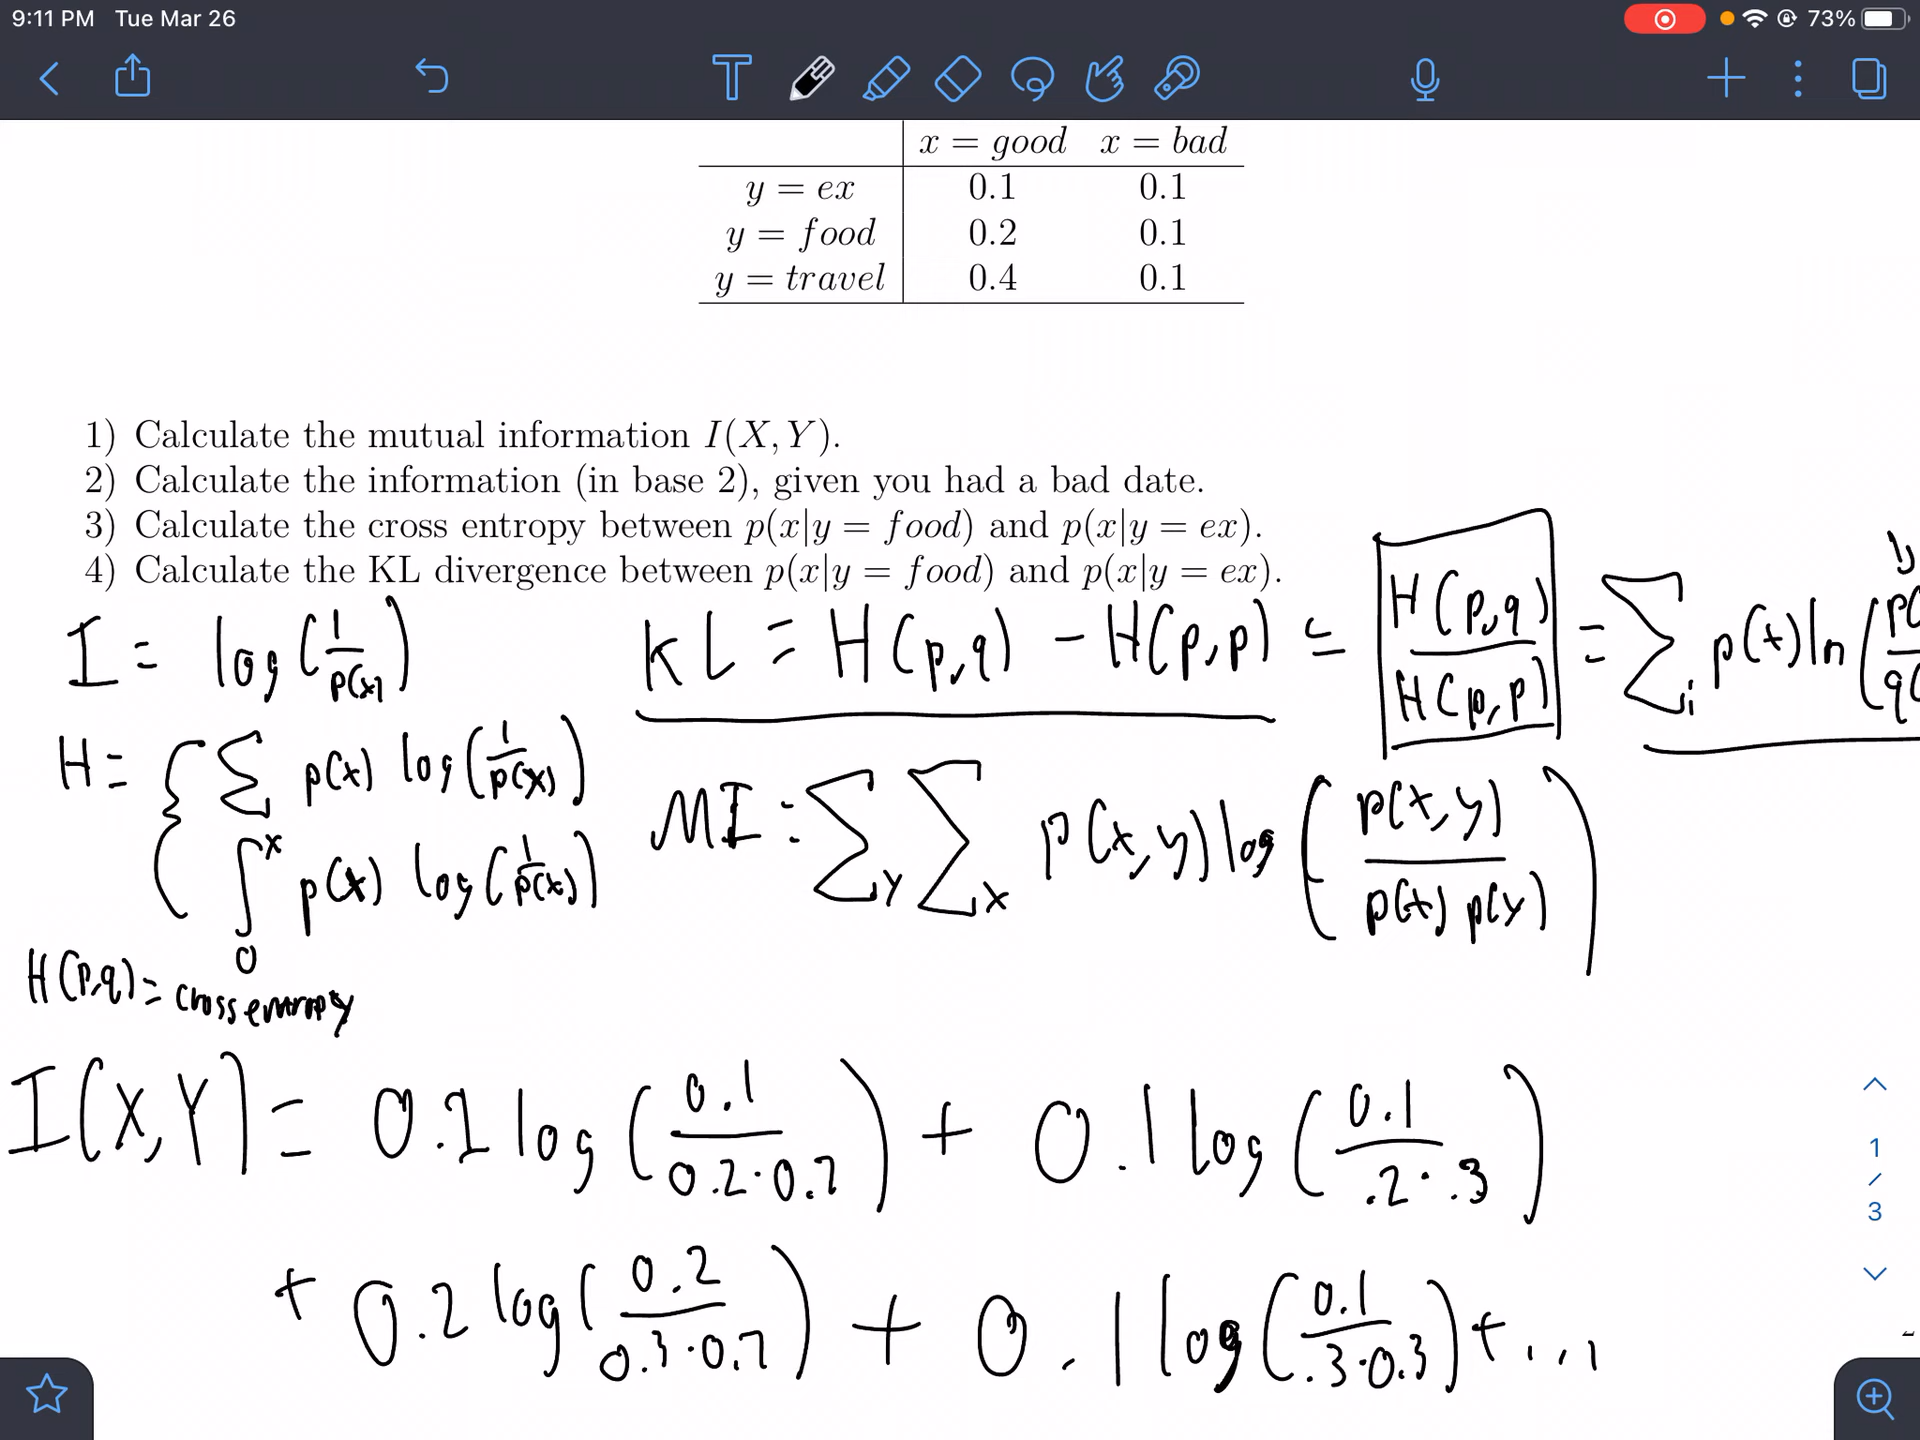 9:11 PM Tue Mar 26
73%
x = good x = bad
y = ex 0.1 0.1
y = food 0.2 0.1
y = travel 0.4 0.1
1) Calculate the mutual information I(X, Y).
2) Calculate the information (in base 2), given you had a bad date.
3) Calculate the cross entropy between p(x|y = food) and p(x|y = ex).
4) Calculate the KL divergence between p(x|y = food) and p(x|y = ex).
I = log(1/p(x))
KL = H(p,q) - H(p,p) = H(p,q)/H(p,p) = ∑i p(x) ln(p(/q(
H = { ∑ p(x) log(1/p(x))
∫0^x p(x) log(1/p(x))
MI = ∑Y ∑X p(x,y) log(p(x,y)/p(x) p(y))
H(p,q) = cross entropy
I(X,Y) = 0.1 log(0.1/0.2·0.7) + 0.1 log(0.1/.2·.3)
+ 0.2 log(0.2/0.3·0.7) + 0.1 log(0.1/.3·0.3) + ...
1 / 3